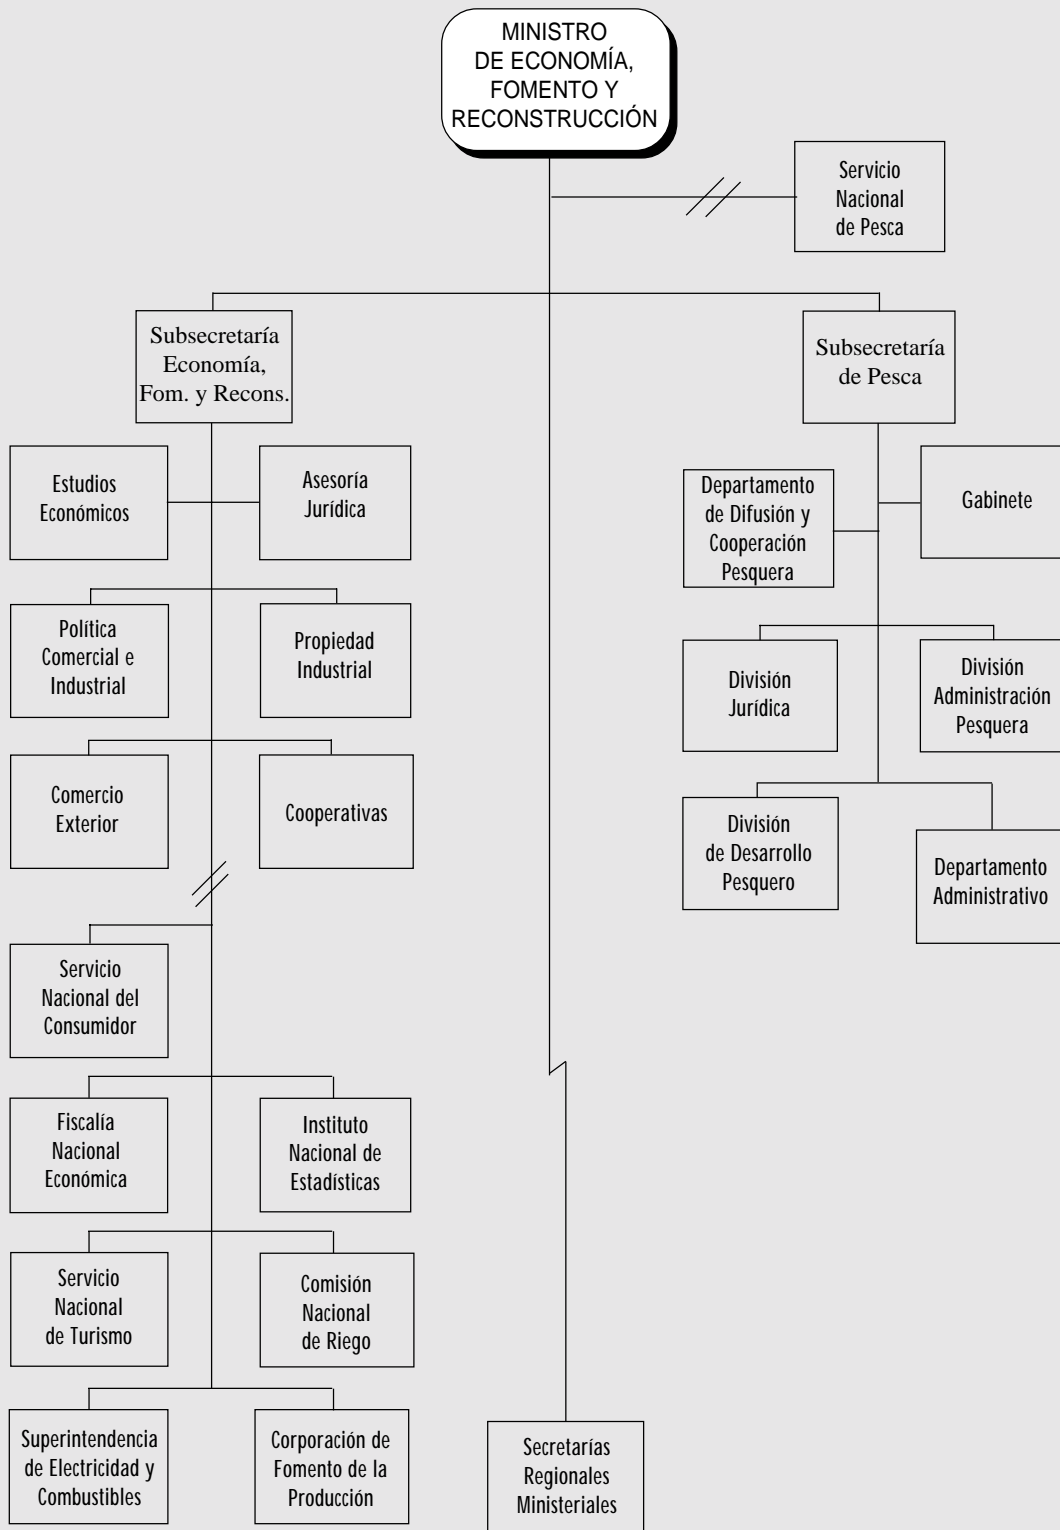 MINISTRO
DE ECONOMÍA,
FOMENTO Y
RECONSTRUCCIÓN
Servicio
Nacional
de Pesca
Subsecretaría
Economía,
Fom. y Recons.
Subsecretaría
de Pesca
Estudios
Económicos
Asesoría
Jurídica
Departamento
de Difusión y
Cooperación
Pesquera
Gabinete
Política
Comercial e
Industrial
Propiedad
Industrial
División
Jurídica
División
Administración
Pesquera
Comercio
Exterior
Cooperativas
División
de Desarrollo
Pesquero
Departamento
Administrativo
Servicio
Nacional del
Consumidor
Fiscalía
Nacional
Económica
Instituto
Nacional de
Estadísticas
Servicio
Nacional
de Turismo
Comisión
Nacional
de Riego
Superintendencia
de Electricidad y
Combustibles
Corporación de
Fomento de la
Producción
Secretarías
Regionales
Ministeriales